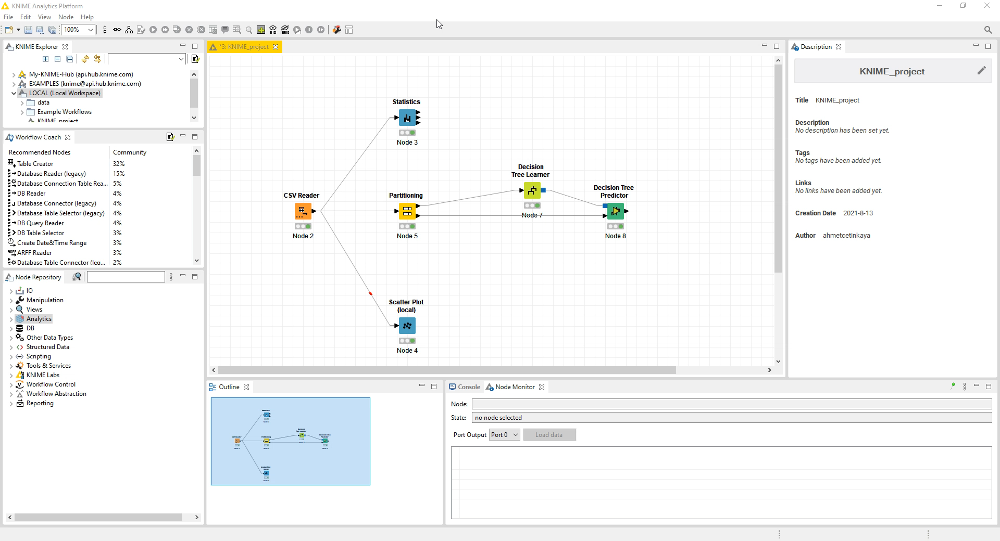 KNIME Analytics Platform
File Edit View Node Help
100%
#ID
NAME
KNIME Explorer
My-KNIME-Hub (api.hub.knime.com)
EXAMPLES (knime@api.hub.knime.com)
LOCAL (Local Workspace)
data
Example Workflows
KNIME_project
Workflow Coach
Recommended Nodes Community
Table Creator 32%
Database Reader (legacy) 15%
Database Connection Table Rea... 5%
DB Reader 4%
Database Connector (legacy) 4%
Database Table Selector (legacy) 4%
DB Query Reader 4%
DB Table Selector 3%
Create Date&Time Range 3%
ARFF ARFF Reader 3%
Database Table Connector (leg... 2%
Node Repository
IO
Manipulation
Views
Analytics
DB
Other Data Types
Structured Data
Scripting
Tools & Services
KNIME Labs
Workflow Control
Workflow Abstraction
Reporting
*3: KNIME_project
Statistics
Node 3
CSV Reader
Node 2
Partitioning
Node 5
Decision
Tree Learner
Node 7
Decision Tree
Predictor
Node 8
Scatter Plot
(local)
Node 4
Outline
Console Node Monitor
Node:
State: no node selected
Port Output Port 0 Load data
Description
KNIME_project
Title KNIME_project
Description
No description has been set yet.
Tags
No tags have been added yet.
Links
No links have been added yet.
Creation Date 2021-8-13
Author ahmetcetinkaya